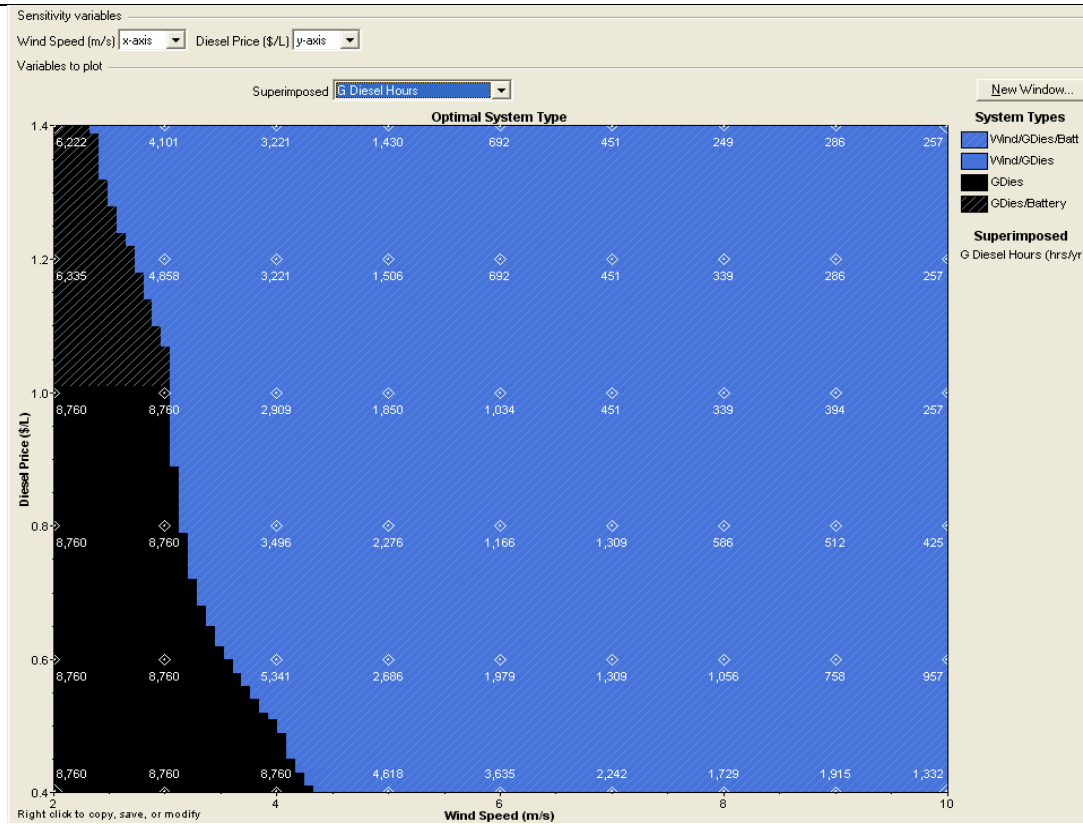 Sensitivity variables
Wind Speed (m/s) x-axis Diesel Price ($/L) y-axis
Variables to plot
Superimposed G Diesel Hours
New Window...
Optimal System Type
System Types
Wind/GDies/Batt
Wind/GDies
GDies
GDies/Battery
Superimposed
G Diesel Hours (hrs/yr
Diesel Price ($/L)
1.4
6,222 4,101 3,221 1,430 692 451 249 286 257
1.2
6,335 4,858 3,221 1,506 692 451 339 286 257
1.0
8,760 8,760 2,909 1,850 1,034 451 339 394 257
0.8
8,760 8,760 3,496 2,276 1,166 1,309 586 512 425
0.6
8,760 8,760 5,341 2,686 1,979 1,309 1,056 758 957
8,760 8,760 8,760 4,618 3,635 2,242 1,729 1,915 1,332
0.4
2 4 6 8 10
Right click to copy, save, or modify
Wind Speed (m/s)